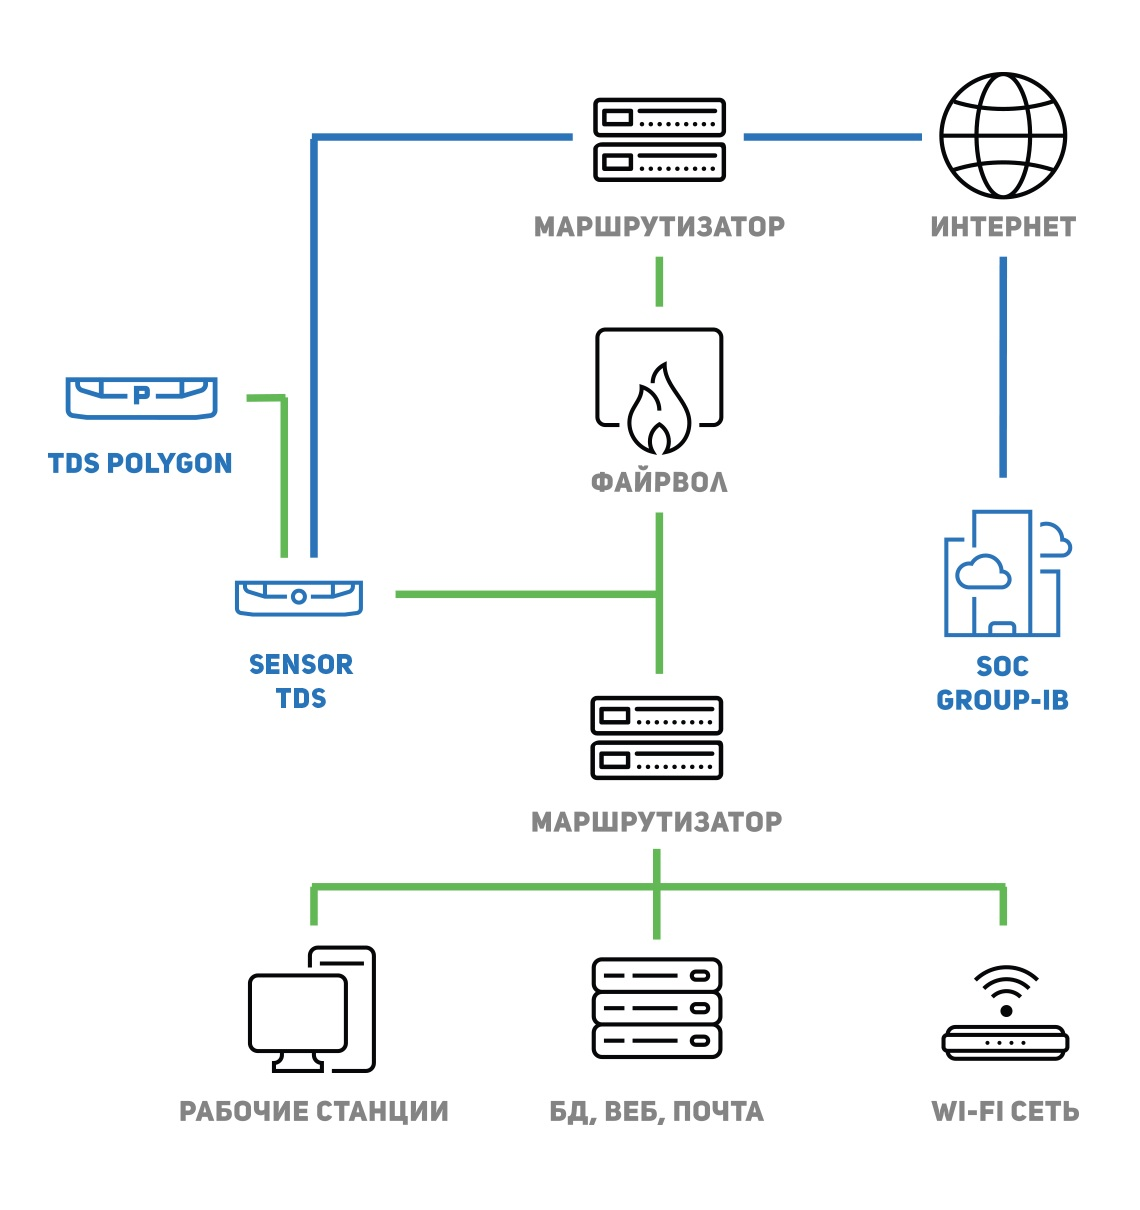 МАРШРУТИЗАТОР
ИНТЕРНЕТ
P
TDS POLYGON
ФАЙРВОЛ
SENSOR
TDS
SOC
GROUP-IB
МАРШРУТИЗАТОР
РАБОЧИЕ СТАНЦИИ
БД, ВЕБ, ПОЧТА
WI-FI СЕТЬ